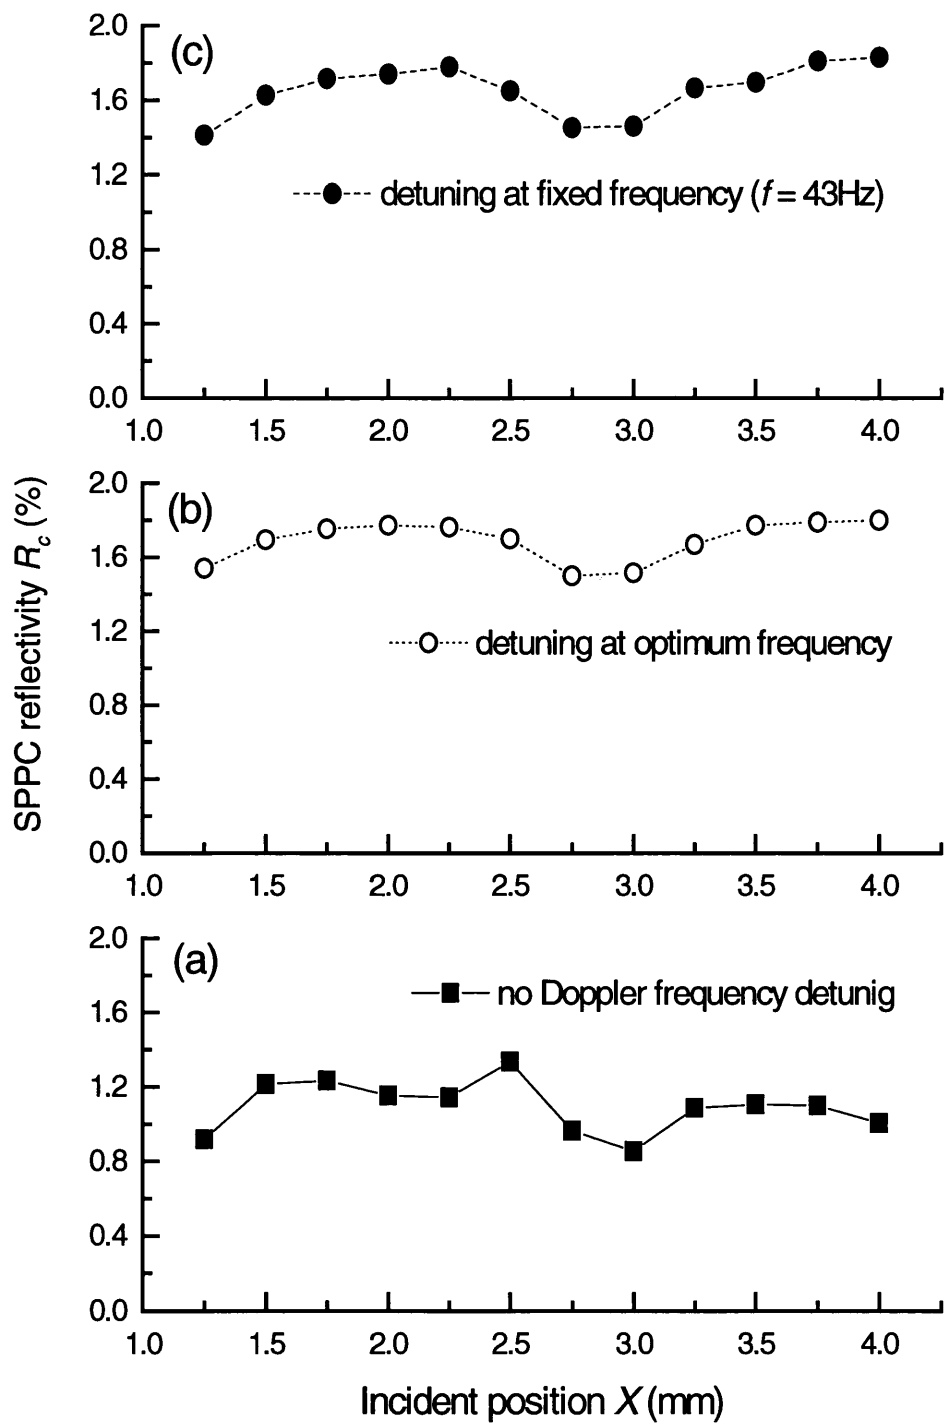 (c)
2.0
1.6
1.2
0.8
0.4
0.0
detuning at fixed frequency (f = 43Hz)
1.0 1.5 2.0 2.5 3.0 3.5 4.0
SPPC reflectivity Rc (%)
(b)
2.0
1.6
1.2
0.8
0.4
0.0
detuning at optimum frequency
1.0 1.5 2.0 2.5 3.0 3.5 4.0
(a)
2.0
1.6
1.2
0.8
0.4
0.0
no Doppler frequency detunig
1.0 1.5 2.0 2.5 3.0 3.5 4.0
Incident position X (mm)